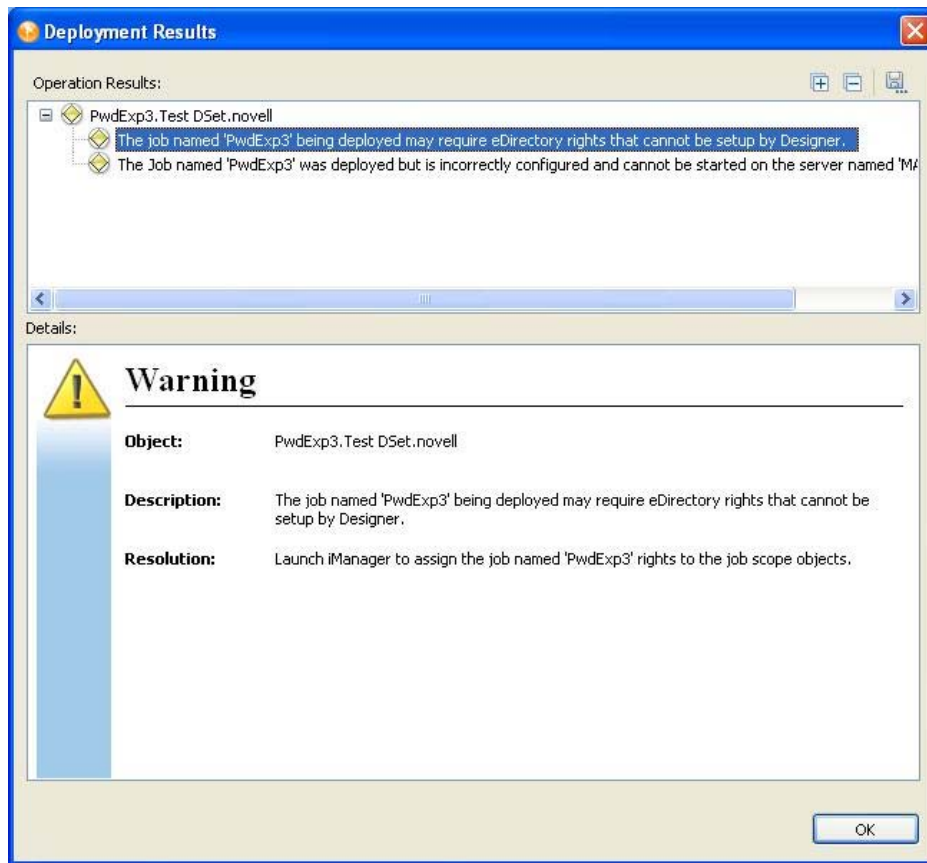 Deployment Results
Operation Results:
PwdExp3.Test DSet.novell
The job named 'PwdExp3' being deployed may require eDirectory rights that cannot be setup by Designer.
The Job named 'PwdExp3' was deployed but is incorrectly configured and cannot be started on the server named
Details:
Warning
Object: PwdExp3.Test DSet.novell
Description: The job named 'PwdExp3' being deployed may require eDirectory rights that cannot be
setup by Designer.
Resolution: Launch iManager to assign the job named 'PwdExp3' rights to the job scope objects.
OK